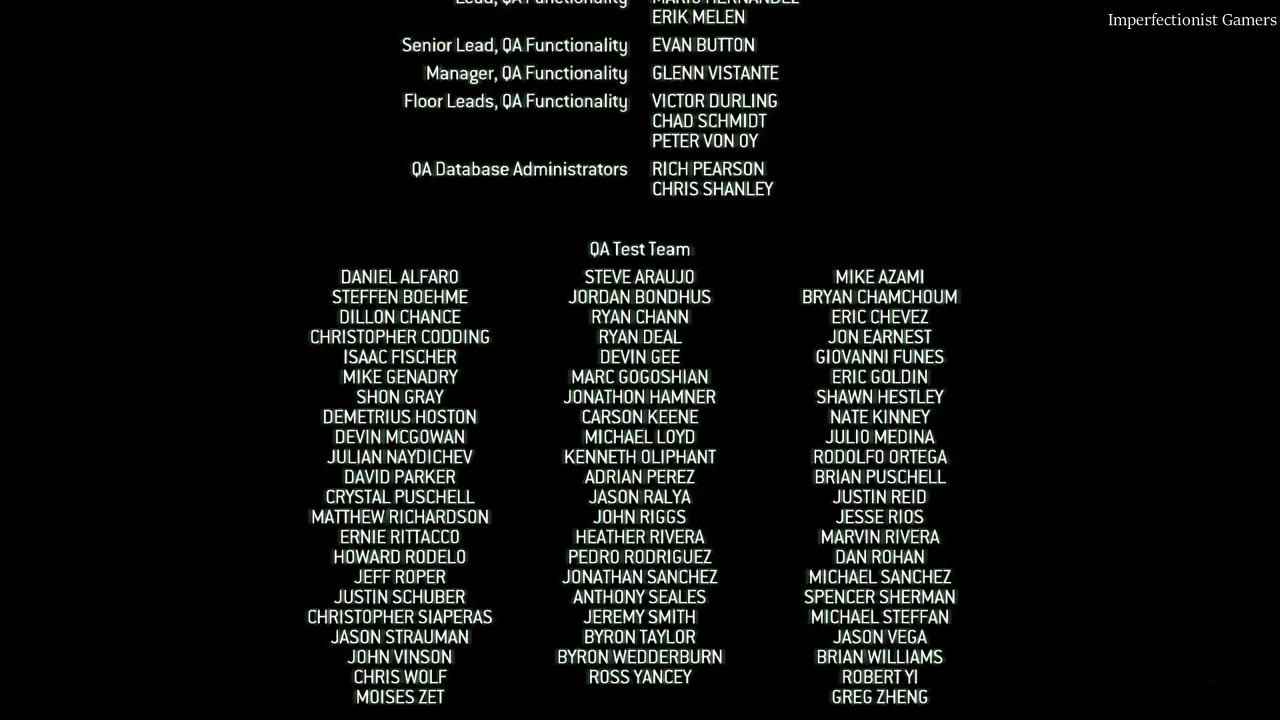 Imperfectionist Gamers
Lead, QA Functionality MARIO HERNANDEZ
ERIK MELEN
Senior Lead, QA Functionality EVAN BUTTON
Manager, QA Functionality GLENN VISTANTE
Floor Leads, QA Functionality VICTOR DURLING
CHAD SCHMIDT
PETER VON OY
QA Database Administrators RICH PEARSON
CHRIS SHANLEY
QA Test Team
DANIEL ALFARO STEVE ARAUJO MIKE AZAMI
STEFFEN BOEHME JORDAN BONDHUS BRYAN CHAMCHOUM
DILLON CHANCE RYAN CHANN ERIC CHEVEZ
CHRISTOPHER CODDING RYAN DEAL JON EARNEST
ISAAC FISCHER DEVIN GEE GIOVANNI FUNES
MIKE GENADRY MARC GOGOSHIAN ERIC GOLDIN
SHON GRAY JONATHON HAMNER SHAWN HESTLEY
DEMETRIUS HOSTON CARSON KEENE NATE KINNEY
DEVIN MCGOWAN MICHAEL LOYD JULIO MEDINA
JULIAN NAYDICHEV KENNETH OLIPHANT RODOLFO ORTEGA
DAVID PARKER ADRIAN PEREZ BRIAN PUSCHELL
CRYSTAL PUSCHELL JASON RALYA JUSTIN REID
MATTHEW RICHARDSON JOHN RIGGS JESSE RIOS
ERNIE RITTACCO HEATHER RIVERA MARVIN RIVERA
HOWARD RODELO PEDRO RODRIGUEZ DAN ROHAN
JEFF ROPER JONATHAN SANCHEZ MICHAEL SANCHEZ
JUSTIN SCHUBER ANTHONY SEALES SPENCER SHERMAN
CHRISTOPHER SIAPERAS JEREMY SMITH MICHAEL STEFFAN
JASON STRAUMAN BYRON TAYLOR JASON VEGA
JOHN VINSON BYRON WEDDERBURN BRIAN WILLIAMS
CHRIS WOLF ROSS YANCEY ROBERT YI
MOISES ZET GREG ZHENG